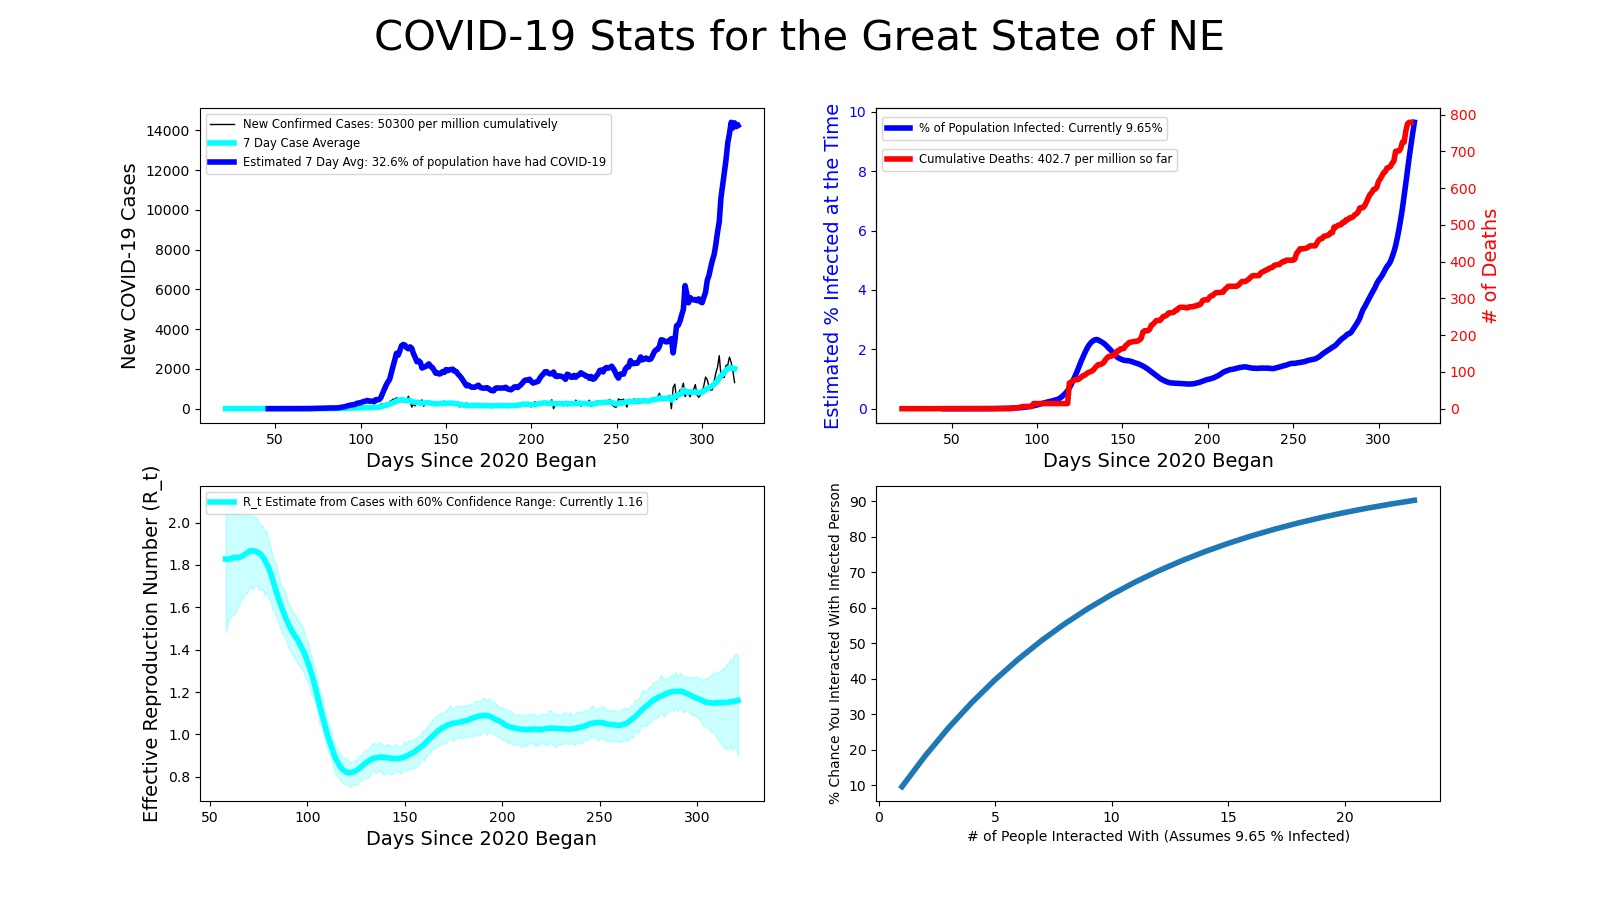 COVID-19 Stats for the Great State of NE
New COVID-19 Cases
14000
12000
10000
8000
6000
4000
2000
0
New Confirmed Cases: 50300 per million cumulatively
7 Day Case Average
Estimated 7 Day Avg: 32.6% of population have had COVID-19
50 100 150 200 250 300
Days Since 2020 Began
Estimated % Infected at the Time
10
8
6
4
2
0
% of Population Infected: Currently 9.65%
Cumulative Deaths: 402.7 per million so far
800
700
600
500
400
300
200
100
0
# of Deaths
50 100 150 200 250 300
Days Since 2020 Began
Effective Reproduction Number (R_t)
2.0
1.8
1.6
1.4
1.2
1.0
0.8
R_t Estimate from Cases with 60% Confidence Range: Currently 1.16
50 100 150 200 250 300
Days Since 2020 Began
% Chance You Interacted With Infected Person
90
80
70
60
50
40
30
20
10
0 5 10 15 20
# of People Interacted With (Assumes 9.65 % Infected)